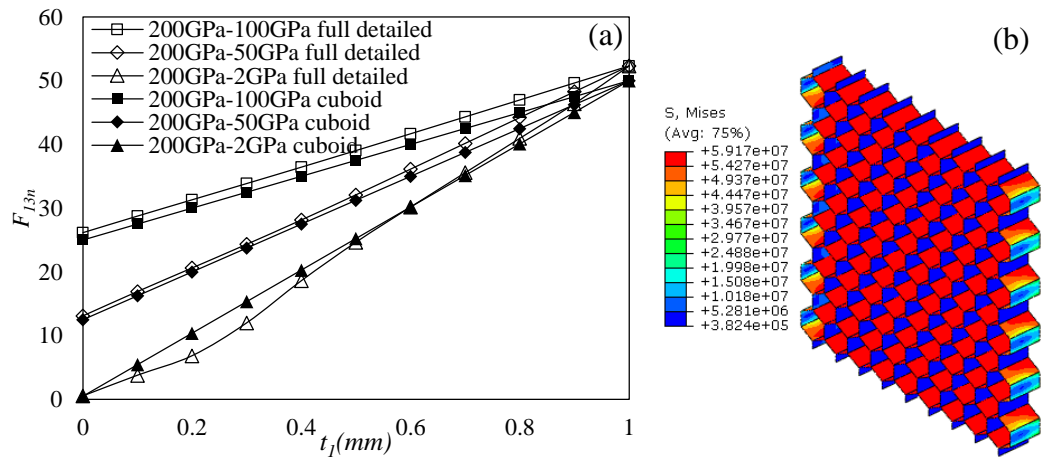 60
50
40
30
20
10
0
F13n
200GPa-100GPa full detailed
200GPa-50GPa full detailed
200GPa-2GPa full detailed
200GPa-100GPa cuboid
200GPa-50GPa cuboid
200GPa-2GPa cuboid
(a)
0 0.2 0.4 0.6 0.8 1
t1(mm)
(b)
S, Mises
(Avg: 75%)
+5.917e+07
+5.427e+07
+4.937e+07
+4.447e+07
+3.957e+07
+3.467e+07
+2.977e+07
+2.488e+07
+1.998e+07
+1.508e+07
+1.018e+07
+5.281e+06
+3.824e+05